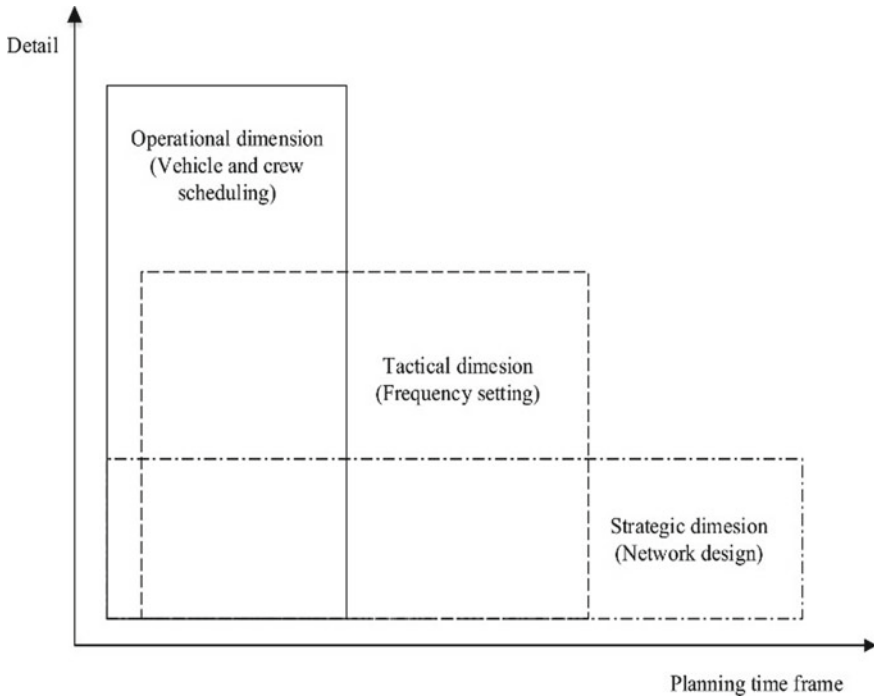 Detail
Operational dimension
(Vehicle and crew
scheduling)
Tactical dimesion
(Frequency setting)
Strategic dimesion
(Network design)
Planning time frame